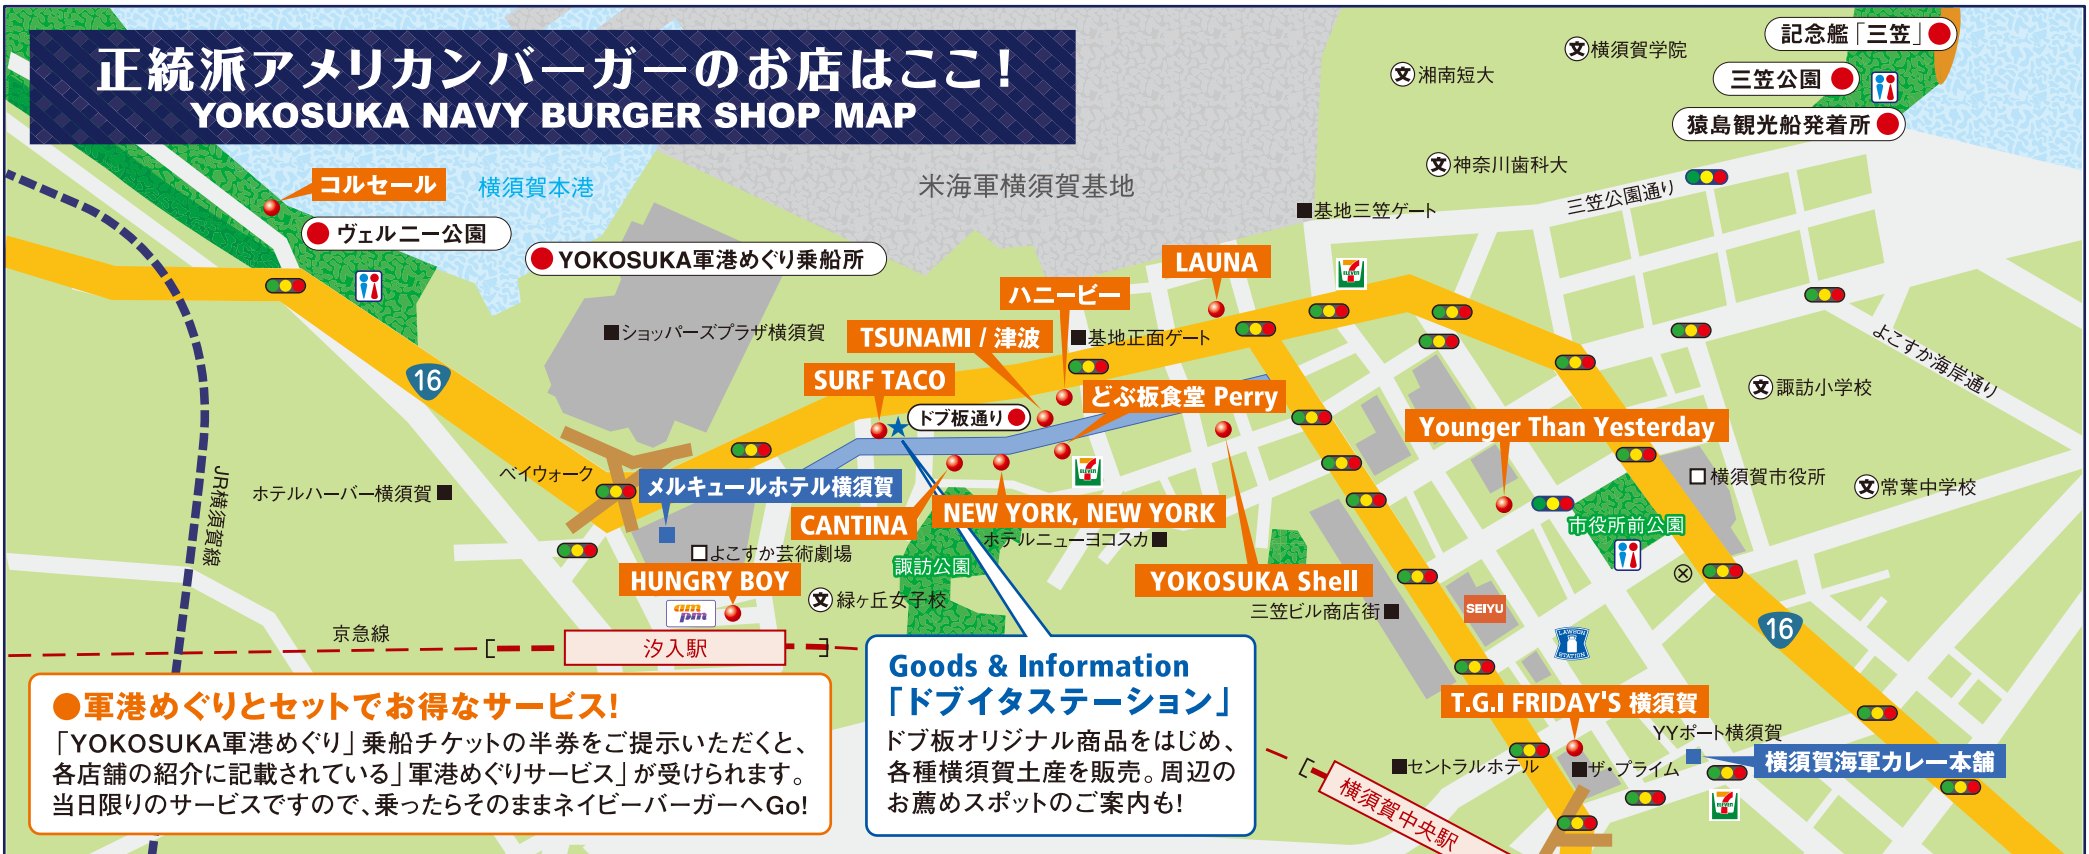 正統派アメリカンバーガーのお店はここ！
YOKOSUKA NAVY BURGER SHOP MAP
記念艦「三笠」
横須賀学院
湘南短大
三笠公園
猿島観光船発着所
神奈川歯科大
コルセール
横須賀本港
米海軍横須賀基地
三笠公園通り
基地三笠ゲート
ヴェルニー公園
YOKOSUKA軍港めぐり乗船所
LAUNA
7 ELEVEN
ハニービー
ショッパーズプラザ横須賀
TSUNAMI / 津波
基地正面ゲート
よこすか海岸通り
16
SURF TACO
どぶ板食堂 Perry
諏訪小学校
ドブ板通り
Younger Than Yesterday
ベイウォーク
7 ELEVEN
メルキュールホテル横須賀
横須賀市役所
常葉中学校
ホテルハーバー横須賀
JR横須賀線
CANTINA
NEW YORK, NEW YORK
市役所前公園
ホテルニューヨコスカ
よこすか芸術劇場
諏訪公園
HUNGRY BOY
YOKOSUKA Shell
緑ヶ丘女子校
三笠ビル商店街
SEIYU
am
pm
16
LAWSON
STATION
京急線
汐入駅
Goods & Information
「ドブイタステーション」
ドブ板オリジナル商品をはじめ、
各種横須賀土産を販売。周辺の
お薦めスポットのご案内も！
●軍港めぐりとセットでお得なサービス！
「YOKOSUKA軍港めぐり」乗船チケットの半券をご提示いただくと、
各店舗の紹介に記載されている」軍港めぐりサービス」が受けられます。
当日限りのサービスですので、乗ったらそのままネイビーバーガーへGo！
T.G.I FRIDAY'S 横須賀
YYポート横須賀
横須賀海軍カレー本舗
セントラルホテル
ザ・プライム
7 ELEVEN
横須賀中央駅